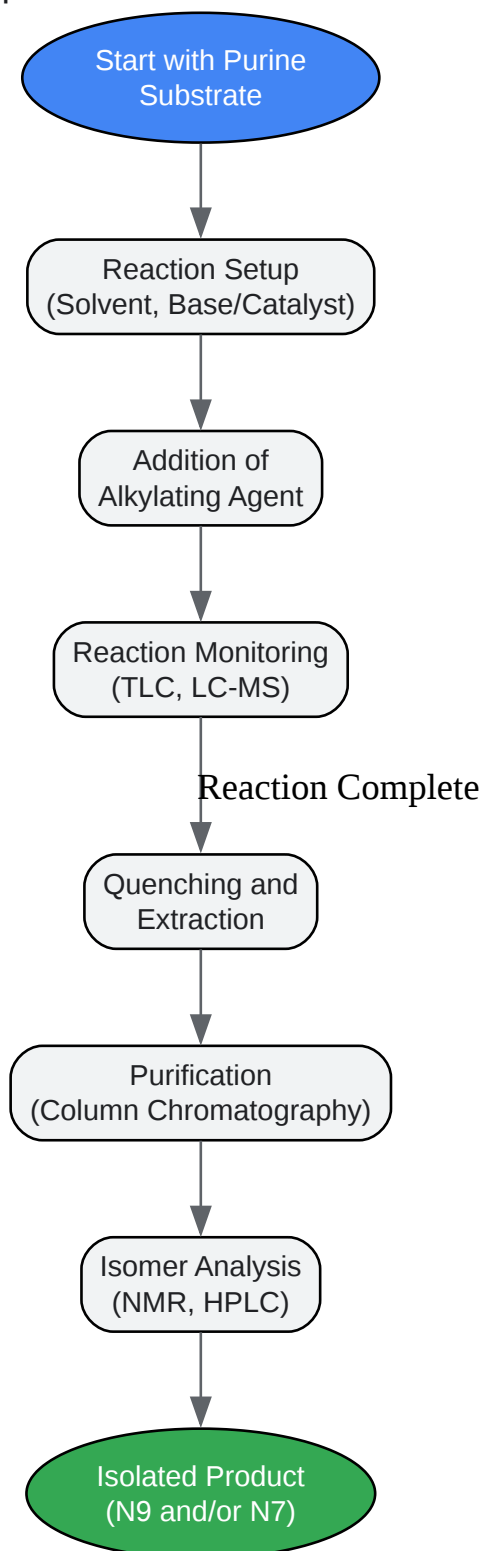 Start with Purine
Substrate
Reaction Setup
(Solvent, Base/Catalyst)
Addition of
Alkylating Agent
Reaction Monitoring
(TLC, LC-MS)
Reaction Complete
Quenching and
Extraction
Purification
(Column Chromatography)
Isomer Analysis
(NMR, HPLC)
Isolated Product
(N9 and/or N7)